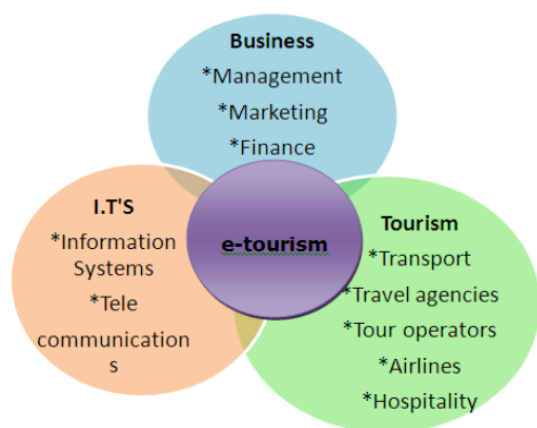 Business
*Management
*Marketing
*Finance
I.T'S
*Information
Systems
*Tele
communication
s
e-tourism
Tourism
*Transport
*Travel agencies
*Tour operators
*Airlines
*Hospitality